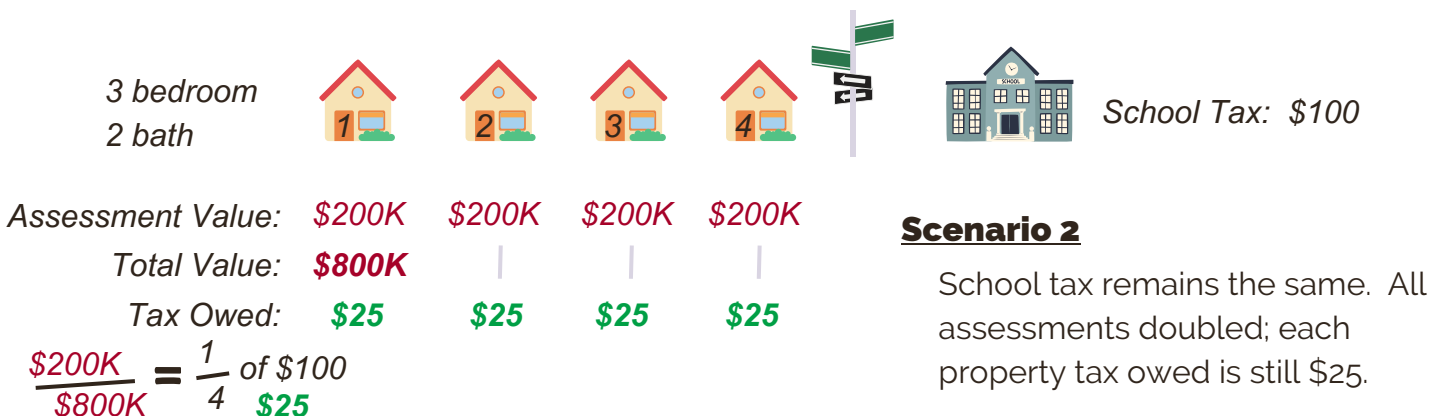 3 bedroom
2 bath
1 2 3 4
SCHOOL
School Tax: $100
Assessment Value: $200K $200K $200K $200K
Total Value: $800K
Tax Owed: $25 $25 $25 $25
$200K
$800K
=
1
4
of $100
$25
Scenario 2
School tax remains the same. All
assessments doubled; each
property tax owed is still $25.